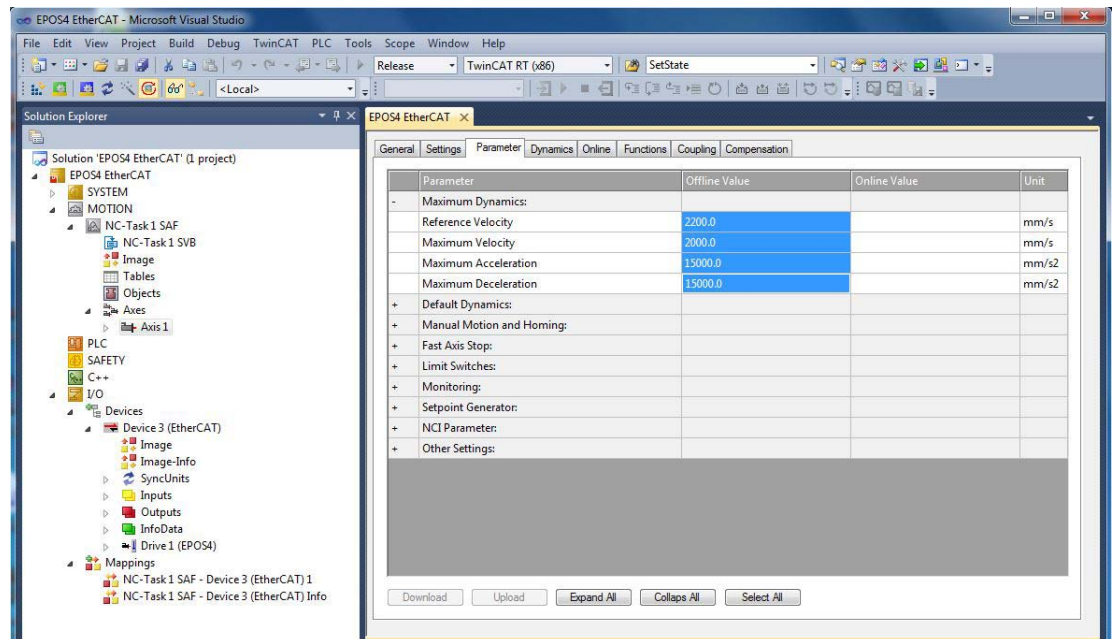 EPOS4 EtherCAT - Microsoft Visual Studio
File Edit View Project Build Debug TwinCAT PLC Tools Scope Window Help
Release TwinCAT RT (x86) SetState
<Local>
Solution Explorer
Solution 'EPOS4 EtherCAT' (1 project)
EPOS4 EtherCAT
SYSTEM
MOTION
NC-Task 1 SAF
NC-Task 1 SVB
Image
Tables
Objects
Axes
Axis 1
PLC
SAFETY
C++
I/O
Devices
Device 3 (EtherCAT)
Image
Image-Info
SyncUnits
Inputs
Outputs
InfoData
Drive 1 (EPOS4)
Mappings
NC-Task 1 SAF - Device 3 (EtherCAT) 1
NC-Task 1 SAF - Device 3 (EtherCAT) Info
EPOS4 EtherCAT
General Settings Parameter Dynamics Online Functions Coupling Compensation
Parameter Offline Value Online Value Unit
- Maximum Dynamics:
Reference Velocity 2200.0 mm/s
Maximum Velocity 2000.0 mm/s
Maximum Acceleration 15000.0 mm/s2
Maximum Deceleration 15000.0 mm/s2
+ Default Dynamics:
+ Manual Motion and Homing:
+ Fast Axis Stop:
+ Limit Switches:
+ Monitoring:
+ Setpoint Generator:
+ NCI Parameter:
+ Other Settings:
Download Upload Expand All Collaps All Select All